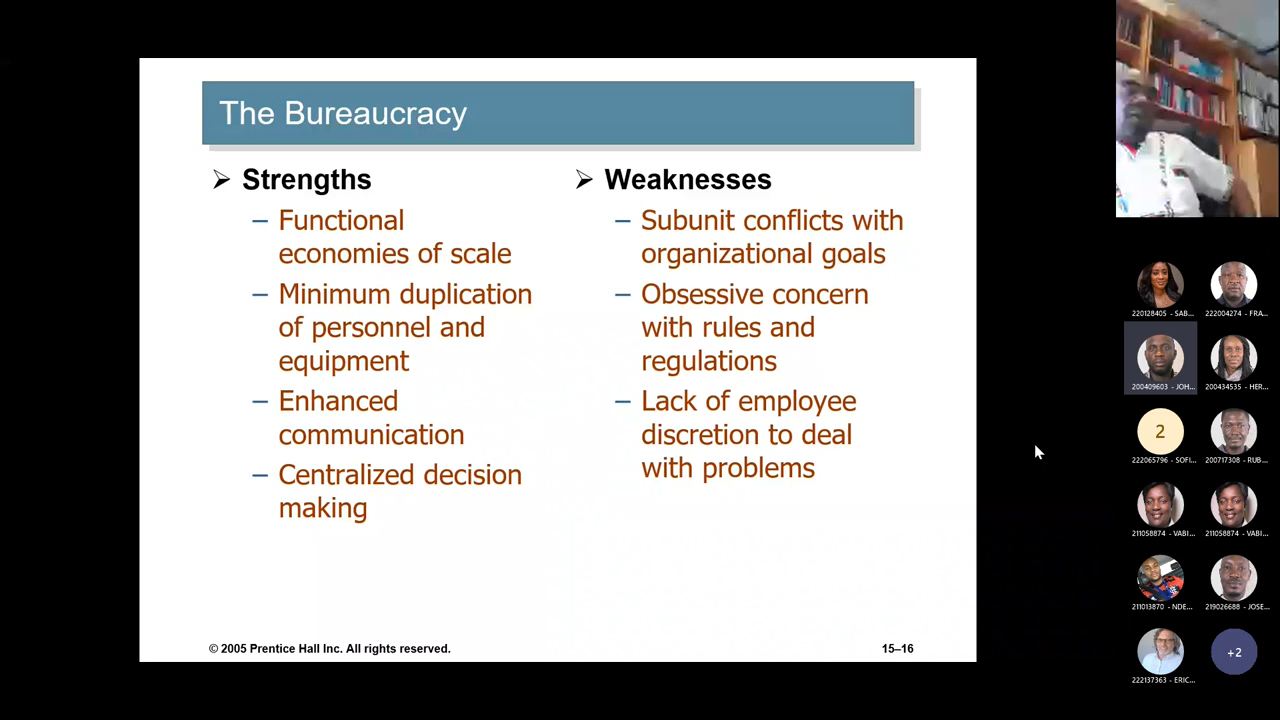 The Bureaucracy
Strengths
– Functional
economies of scale
– Minimum duplication
of personnel and
equipment
– Enhanced
communication
– Centralized decision
making
Weaknesses
– Subunit conflicts with
organizational goals
– Obsessive concern
with rules and
regulations
– Lack of employee
discretion to deal
with problems
© 2005 Prentice Hall Inc. All rights reserved.
15–16
220128405 - SAB...
222004274 - FRA...
200409603 - JOH...
200434535 - HER...
2
222065796 - SOFI...
200717308 - RUB...
211058874 - VABI...
211058874 - VABI...
211013870 - NDE...
219026688 - JOSE...
222137363 - ERIC...
+2